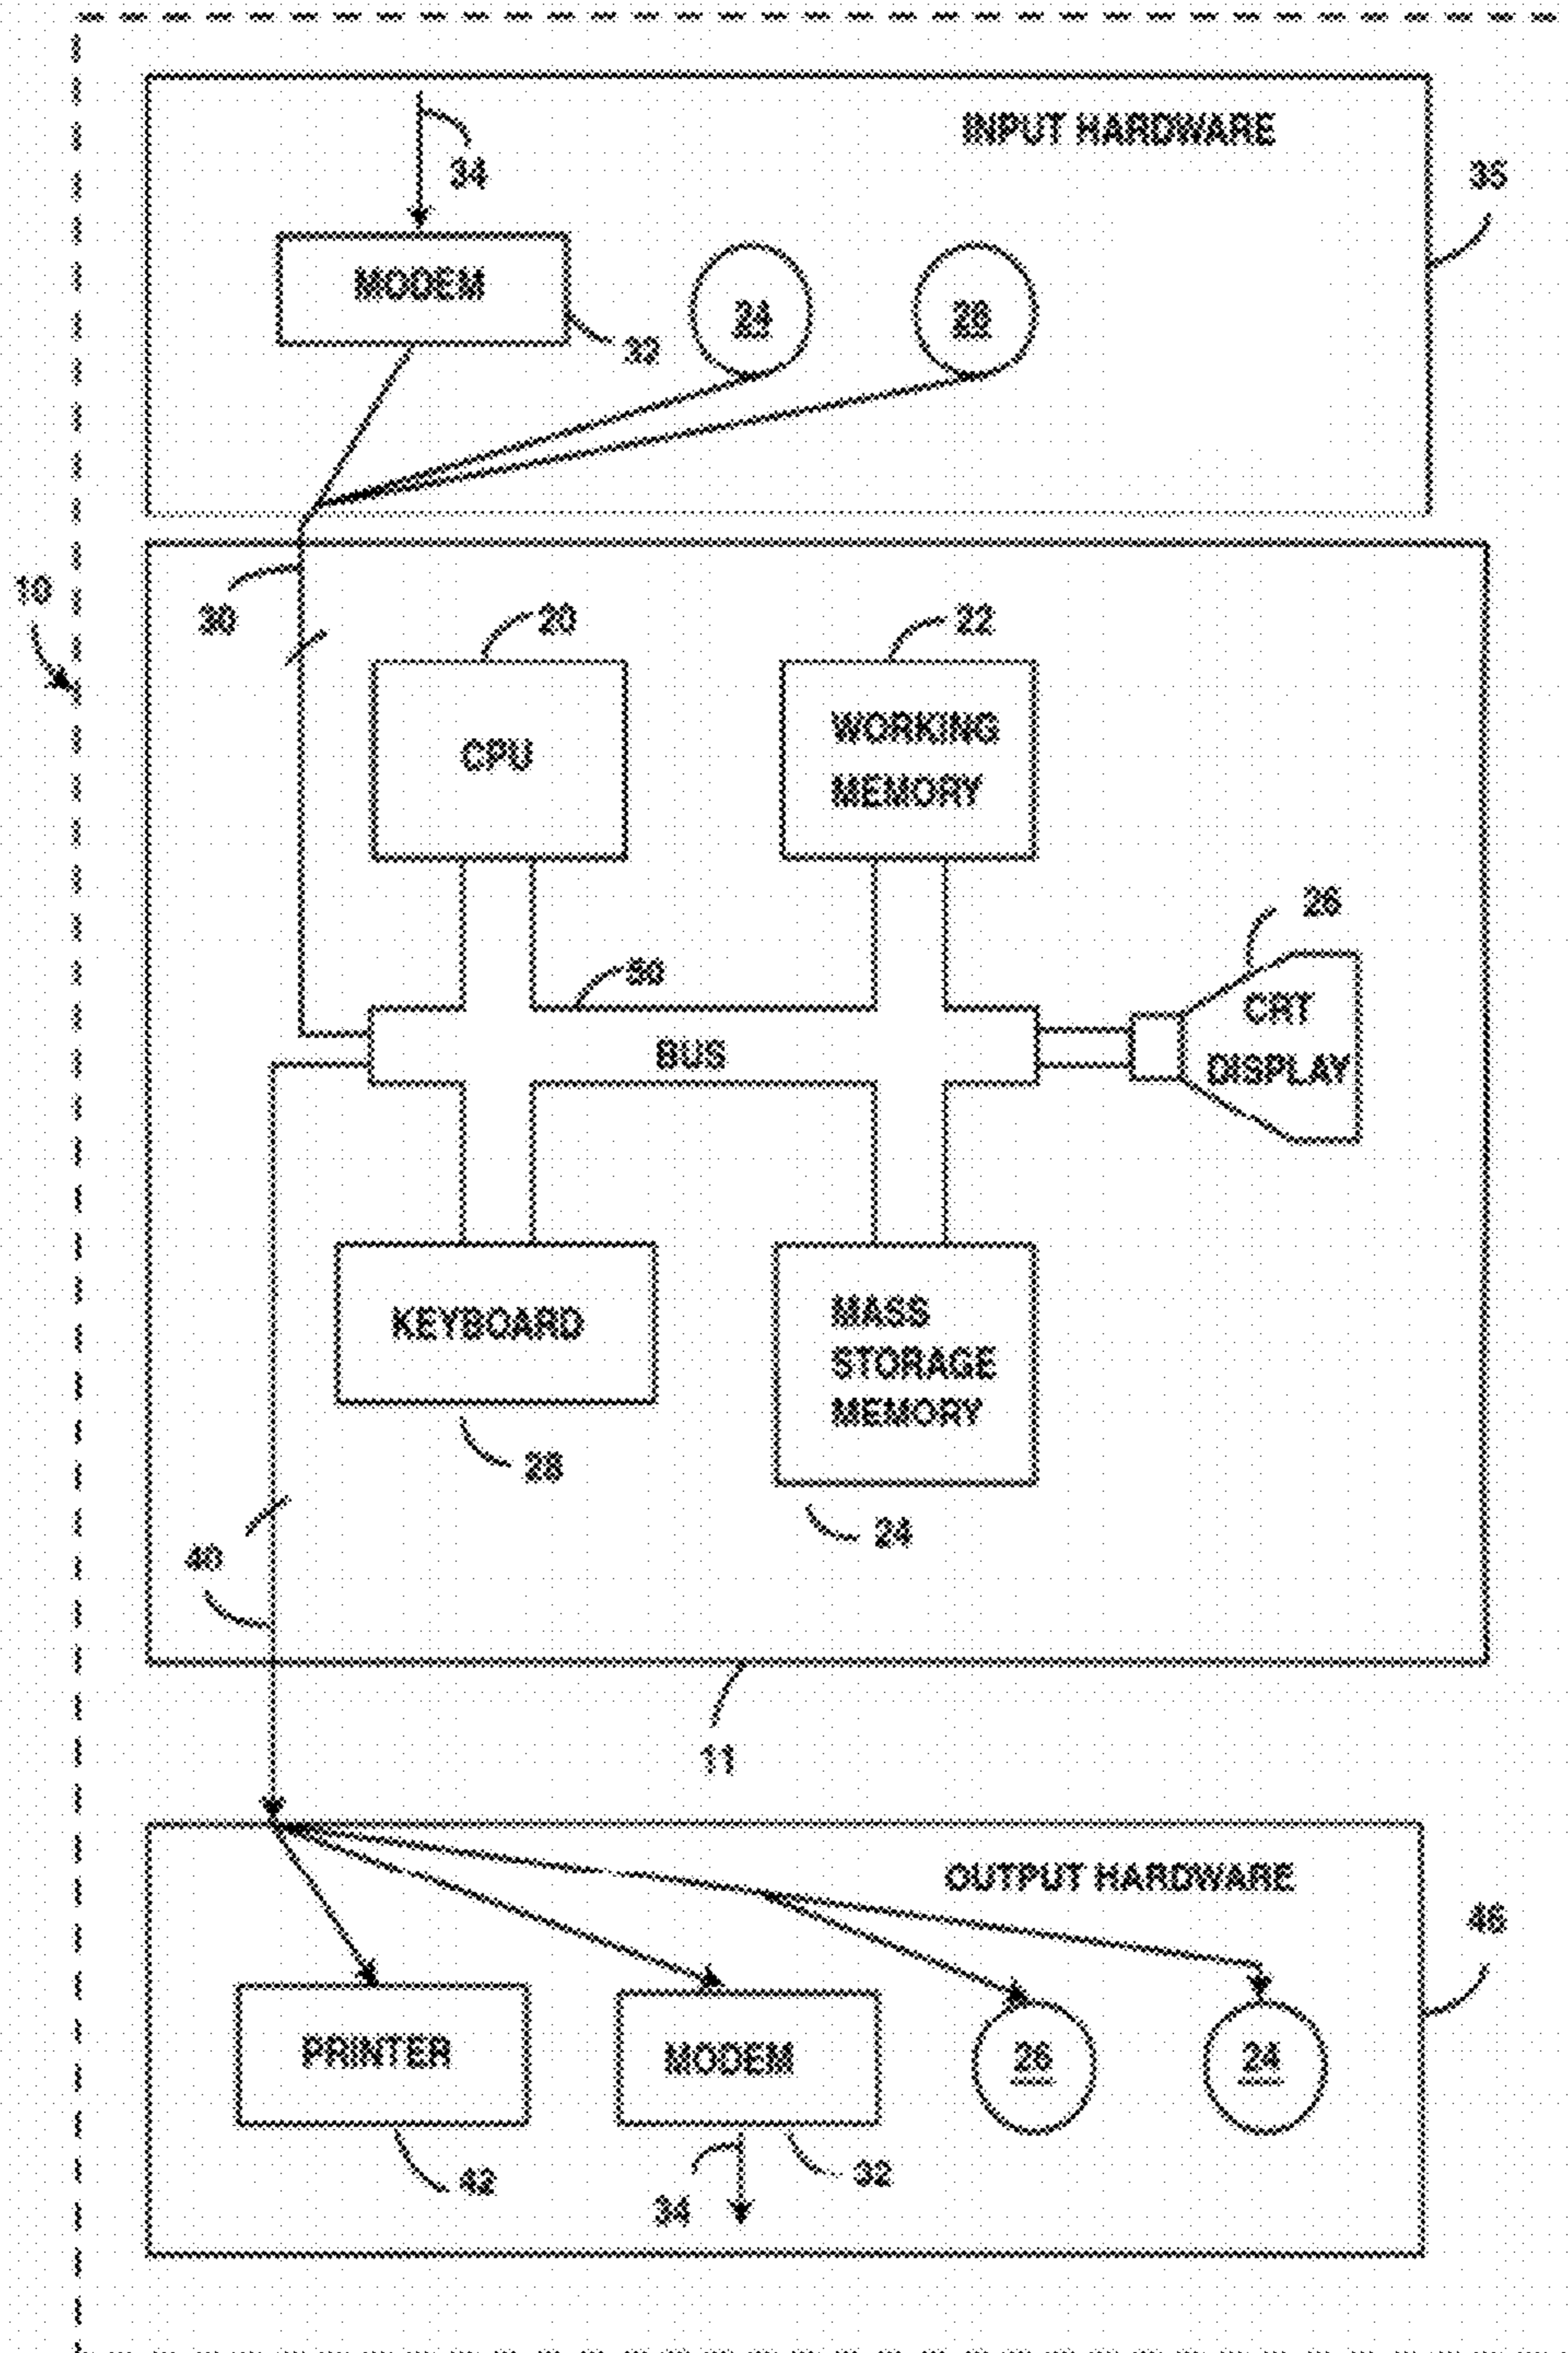 INPUT HARDWARE
34
35
MODEM
24
28
32
10
30
20
22
CPU
WORKING
MEMORY
26
50
CRT
DISPLAY
BUS
KEYBOARD
MASS
STORAGE
MEMORY
28
24
40
11
OUTPUT HARDWARE
46
PRINTER
MODEM
26
24
42
34
32